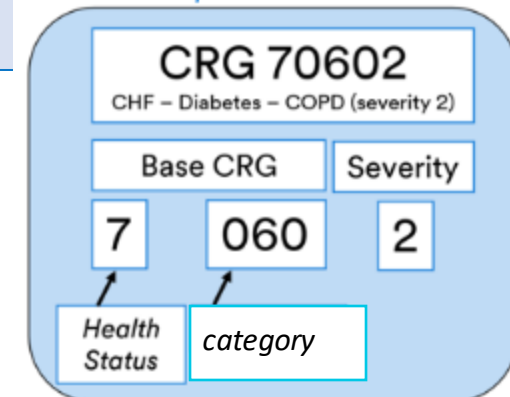 CRG 70602
CHF – Diabetes – COPD (severity 2)
Base CRG
Severity
7
060
2
Health
Status
category